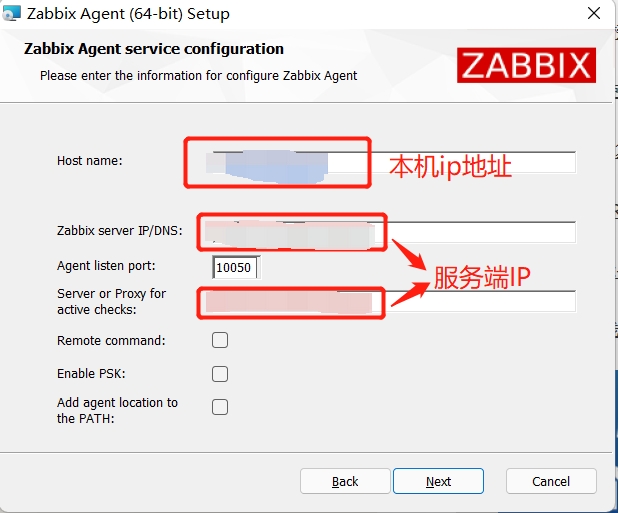 Zabbix Agent (64-bit) Setup
Zabbix Agent service configuration
Please enter the information for configure Zabbix Agent
ZABBIX
Host name:
本机ip地址
Zabbix server IP/DNS:
Agent listen port:
10050
服务端IP
Server or Proxy for
active checks:
Remote command:
Enable PSK:
Add agent location to
the PATH:
Back
Next
Cancel